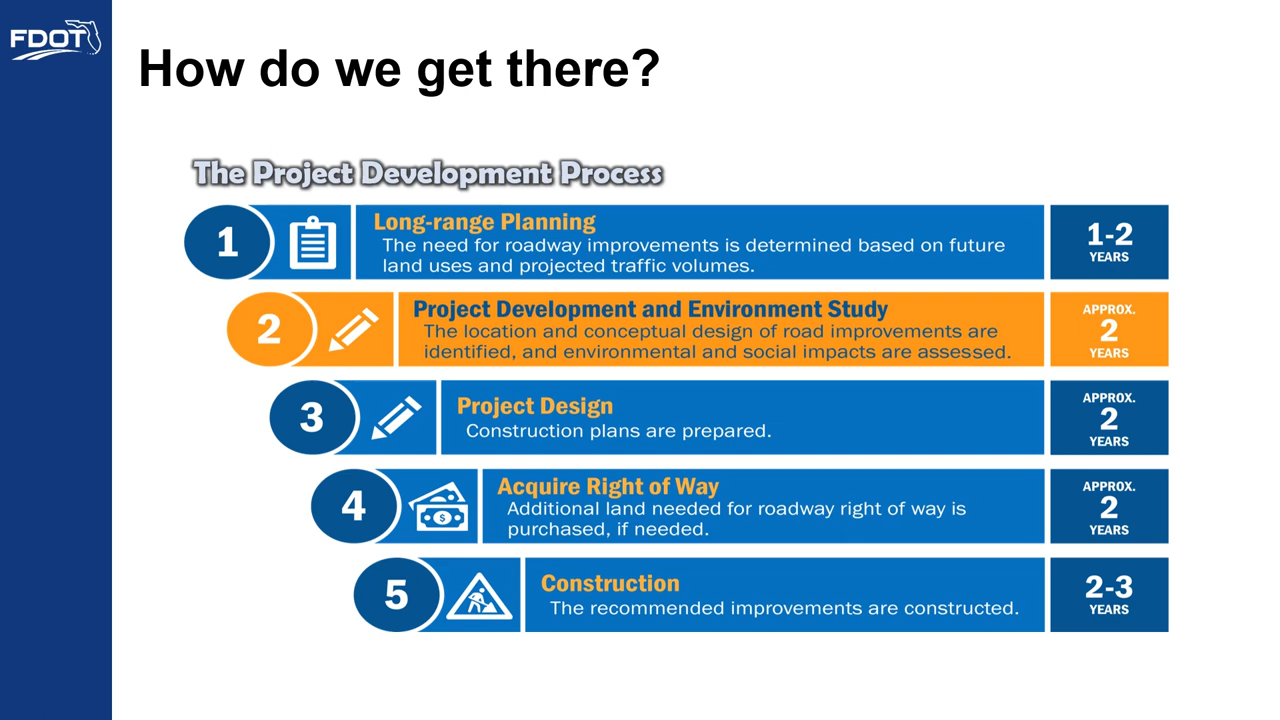 FDOT
How do we get there?
The Project Development Process
1
Long-range Planning
The need for roadway improvements is determined based on future
land uses and projected traffic volumes.
1-2
YEARS
2
Project Development and Environment Study
The location and conceptual design of road improvements are
identified, and environmental and social impacts are assessed.
APPROX.
2
YEARS
3
Project Design
Construction plans are prepared.
APPROX.
2
YEARS
4
Acquire Right of Way
Additional land needed for roadway right of way is
purchased, if needed.
APPROX.
2
YEARS
5
Construction
The recommended improvements are constructed.
2-3
YEARS